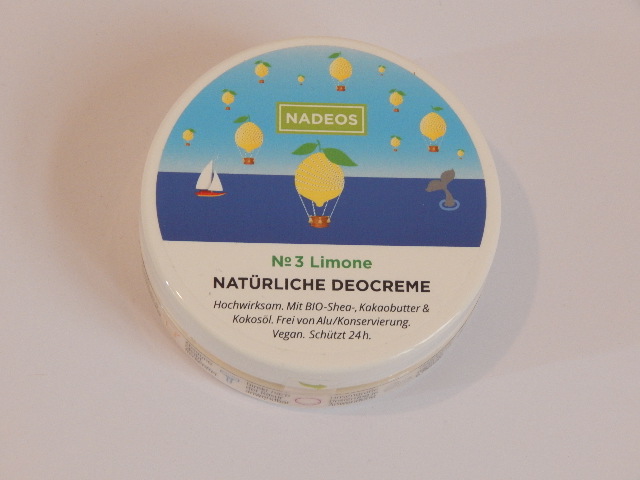 NADEOS
№3 Limone
NATÜRLICHE DEOCREME
Hochwirksam. Mit BIO-Shea-, Kakaobutter &
Kokosöl. Frei von Alu/Konservierung.
Vegan. Schützt 24h.